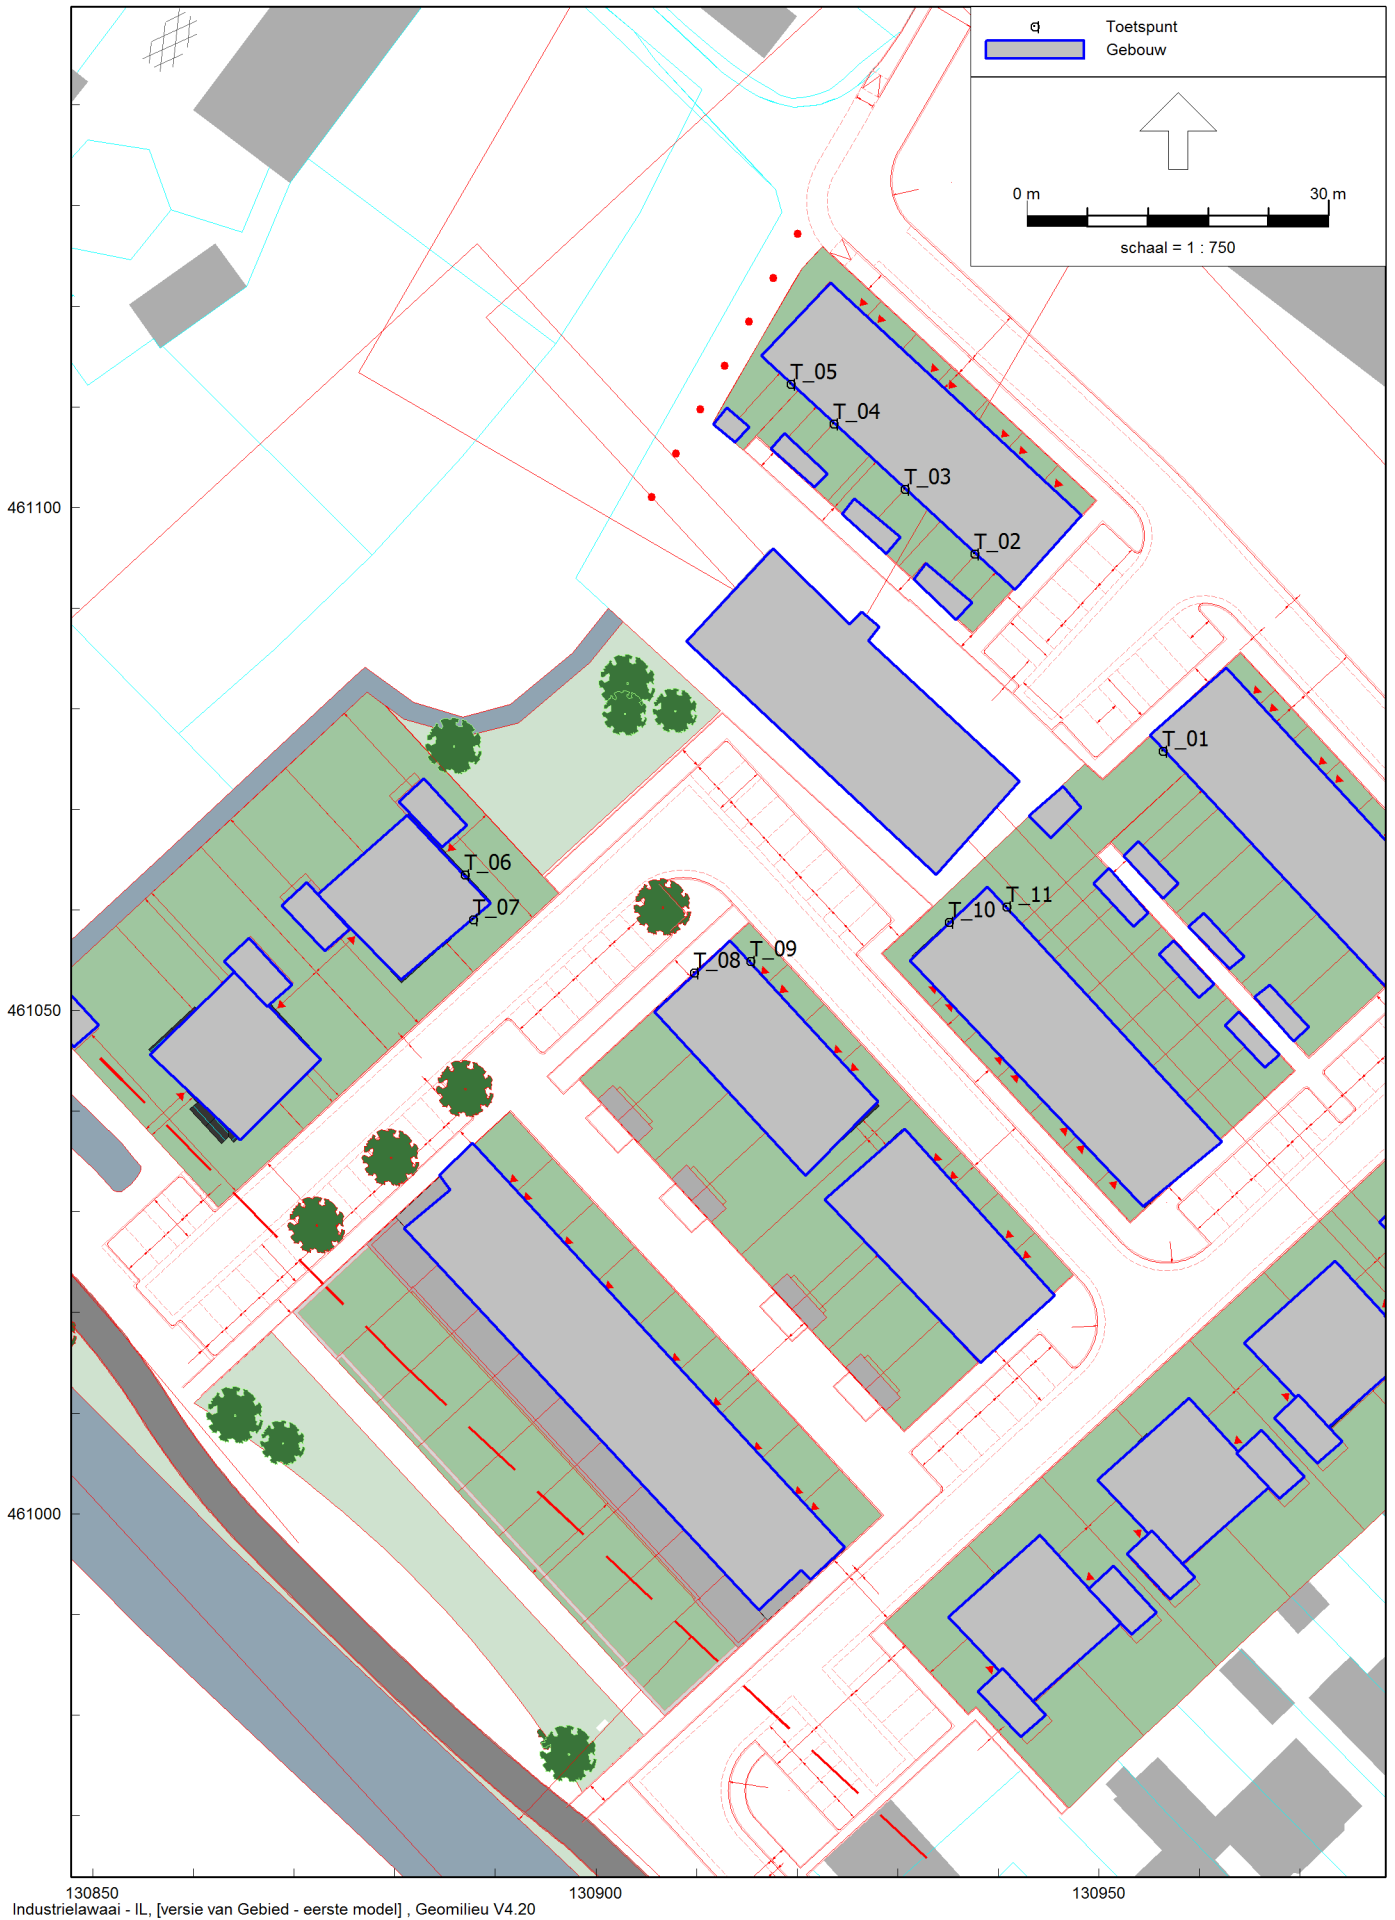 Toetspunt
Gebouw
0 m 30 m
schaal = 1 : 750
T_05
T_04
T_03
T_02
T_01
T_06
T_07
T_11
T_10
T_08
T_09
461100
461050
461000
130850 130900 130950
Industrielawaai - IL, [versie van Gebied - eerste model] , Geomilieu V4.20